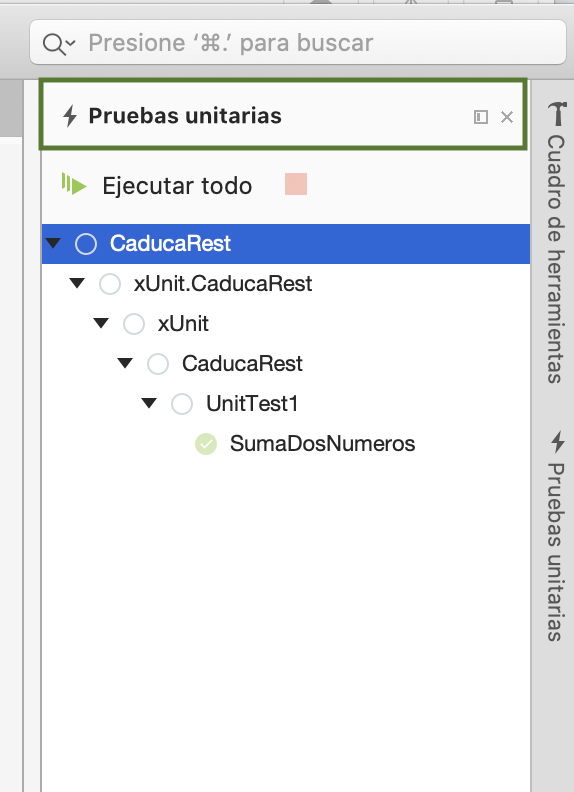 Presione ‘⌘.’ para buscar
Pruebas unitarias
Ejecutar todo
CaducaRest
xUnit.CaducaRest
xUnit
CaducaRest
UnitTest1
SumaDosNumeros
Cuadro de herramientas
Pruebas unitarias